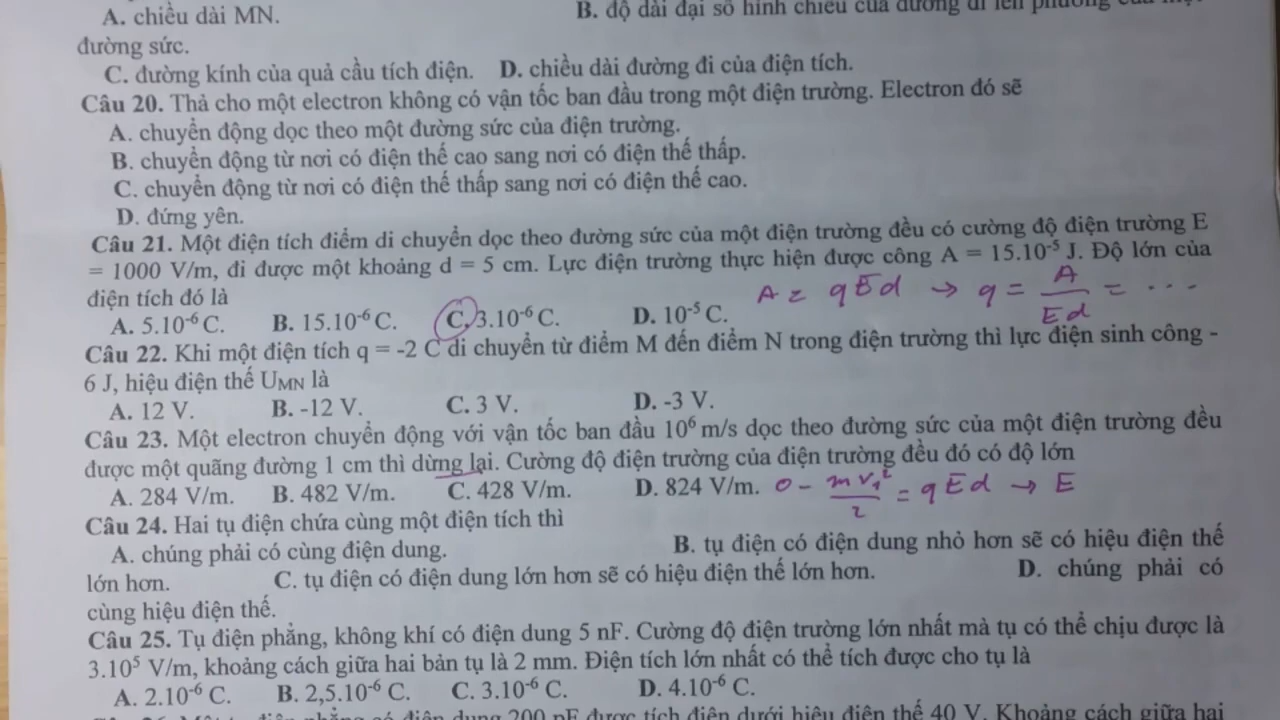 A. chiều dài MN. B. độ dài đại số hình chiếu của đường đi lên phương của một
đường sức.
C. đường kính của quả cầu tích điện. D. chiều dài đường đi của điện tích.
Câu 20. Thả cho một electron không có vận tốc ban đầu trong một điện trường. Electron đó sẽ
A. chuyển động dọc theo một đường sức của điện trường.
B. chuyển động từ nơi có điện thế cao sang nơi có điện thế thấp.
C. chuyển động từ nơi có điện thế thấp sang nơi có điện thế cao.
D. đứng yên.
Câu 21. Một điện tích điểm di chuyển dọc theo đường sức của một điện trường đều có cường độ điện trường E
= 1000 V/m, đi được một khoảng d = 5 cm. Lực điện trường thực hiện được công A = 15.10⁻⁵ J. Độ lớn của
điện tích đó là A = qEd → q = A/Ed = ...
A. 5.10⁻⁶ C. B. 15.10⁻⁶ C. C. 3.10⁻⁶ C. D. 10⁻⁵ C.
Câu 22. Khi một điện tích q = -2 C di chuyển từ điểm M đến điểm N trong điện trường thì lực điện sinh công -
6 J, hiệu điện thế UMN là
A. 12 V. B. -12 V. C. 3 V. D. -3 V.
Câu 23. Một electron chuyển động với vận tốc ban đầu 10⁶ m/s dọc theo đường sức của một điện trường đều
được một quãng đường 1 cm thì dừng lại. Cường độ điện trường của điện trường đều đó có độ lớn
A. 284 V/m. B. 482 V/m. C. 428 V/m. D. 824 V/m. 0 - mv₁²/2 = qEd → E
Câu 24. Hai tụ điện chứa cùng một điện tích thì
A. chúng phải có cùng điện dung. B. tụ điện có điện dung nhỏ hơn sẽ có hiệu điện thế
lớn hơn. C. tụ điện có điện dung lớn hơn sẽ có hiệu điện thế lớn hơn. D. chúng phải có
cùng hiệu điện thế.
Câu 25. Tụ điện phẳng, không khí có điện dung 5 nF. Cường độ điện trường lớn nhất mà tụ có thể chịu được là
3.10⁵ V/m, khoảng cách giữa hai bản tụ là 2 mm. Điện tích lớn nhất có thể tích được cho tụ là
A. 2.10⁻⁶ C. B. 2,5.10⁻⁶ C. C. 3.10⁻⁶ C. D. 4.10⁻⁶ C.
điện dung 200 pF được tích điện dưới hiệu điện thế 40 V. Khoảng cách giữa hai